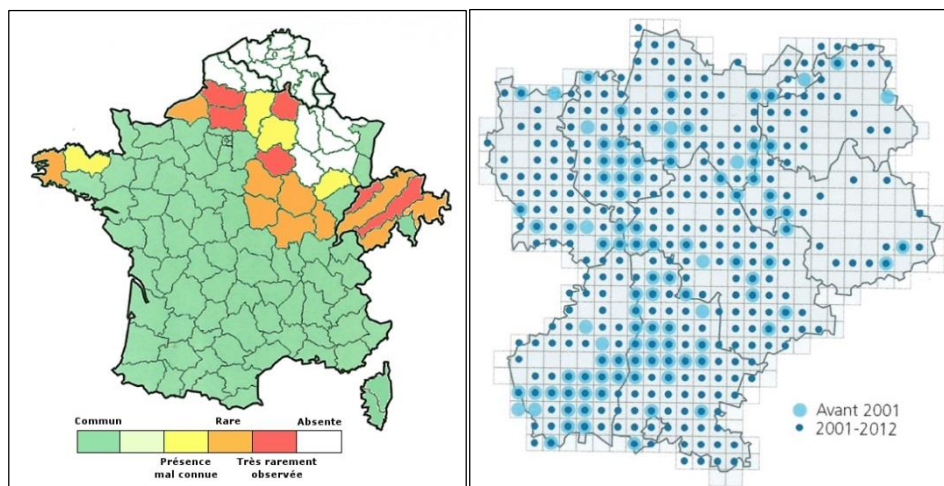 Commun Rare Absente
Présence
mal connue
Très rarement
observée
Avant 2001
2001-2012